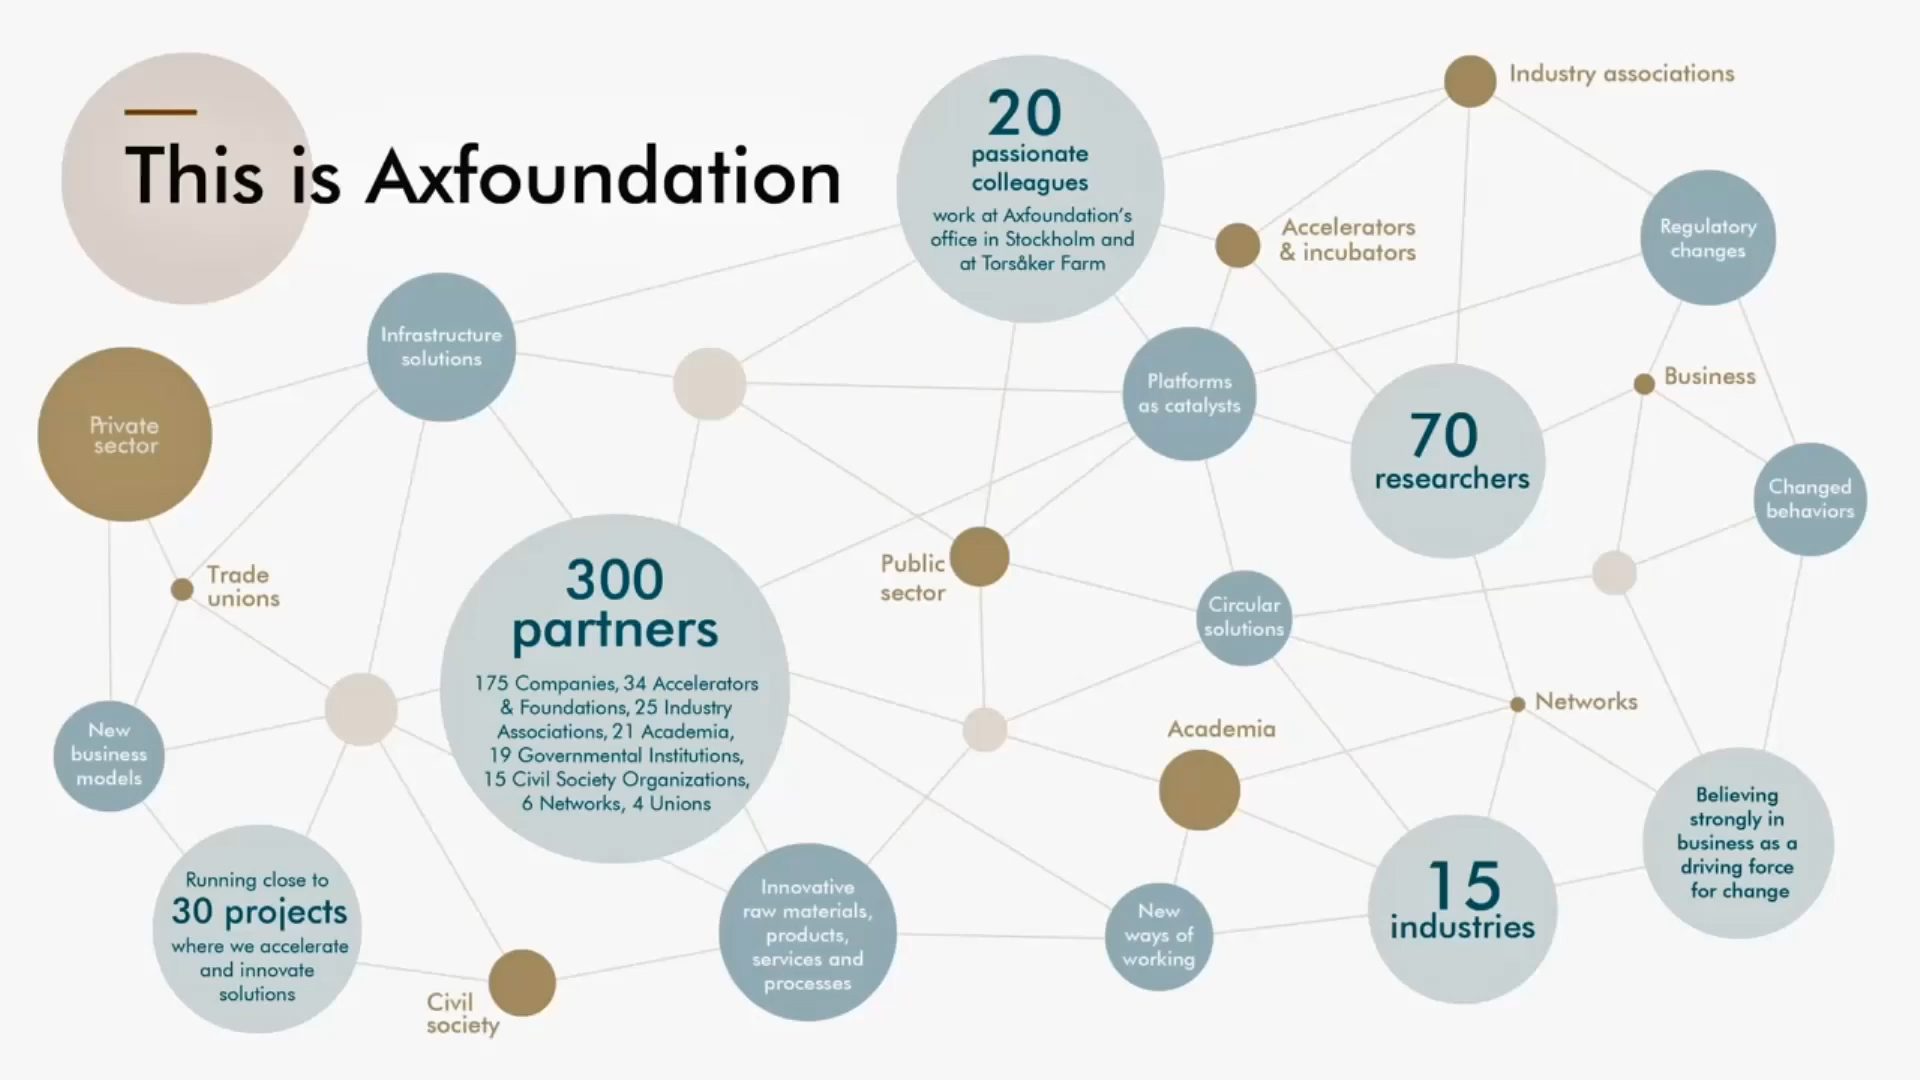 This is Axfoundation
20
passionate
colleagues
work at Axfoundation's
office in Stockholm and
at Torsåker Farm
Industry associations
Accelerators
& incubators
Regulatory
changes
Infrastructure
solutions
Private
sector
Platforms
as catalysts
Business
70
researchers
Changed
behaviors
Trade
unions
300
partners
175 Companies, 34 Accelerators
& Foundations, 25 Industry
Associations, 21 Academia,
19 Governmental Institutions,
15 Civil Society Organizations,
6 Networks, 4 Unions
Public
sector
Circular
solutions
Networks
Academia
New
business
models
Believing
strongly in
business as a
driving force
for change
Running close to
30 projects
where we accelerate
and innovate
solutions
Innovative
raw materials,
products,
services and
processes
New
ways of
working
15
industries
Civil
society